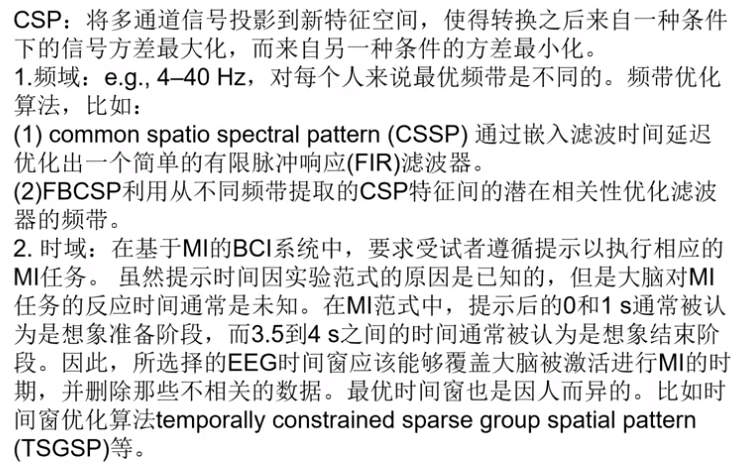 CSP：将多通道信号投影到新特征空间，使得转换之后来自一种条件
下的信号方差最大化，而来自另一种条件的方差最小化。
1.频域：e.g., 4–40 Hz，对每个人来说最优频带是不同的。频带优化
算法，比如：
(1) common spatio spectral pattern (CSSP) 通过嵌入滤波时间延迟
优化出一个简单的有限脉冲响应(FIR)滤波器。
(2)FBCSP利用从不同频带提取的CSP特征间的潜在相关性优化滤波
器的频带。
2. 时域：在基于MI的BCI系统中，要求受试者遵循提示以执行相应的
MI任务。 虽然提示时间因实验范式的原因是已知的，但是大脑对MI
任务的反应时间通常是未知。在MI范式中，提示后的0和1 s通常被认
为是想象准备阶段，而3.5到4 s之间的时间通常被认为是想象结束阶
段。因此，所选择的EEG时间窗应该能够覆盖大脑被激活进行MI的时
期，并删除那些不相关的数据。最优时间窗也是因人而异的。比如时
间窗优化算法temporally constrained sparse group spatial pattern
(TSGSP)等。